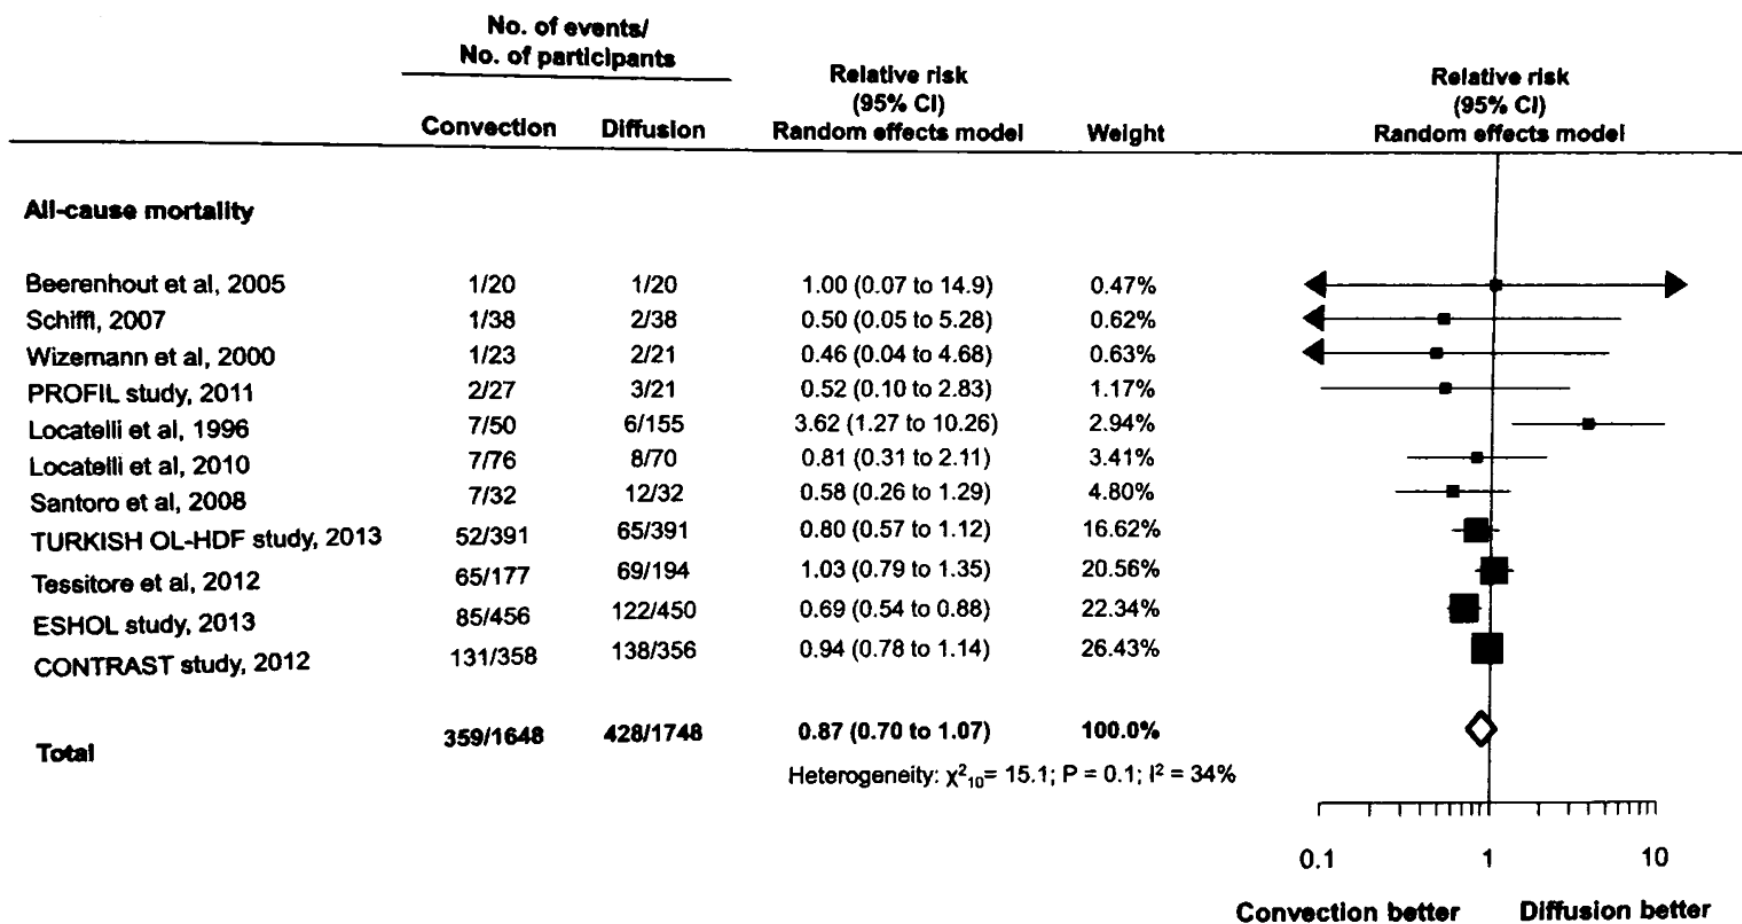 No. of events/
No. of participants
Relative risk
(95% CI)
Random effects model
Relative risk
(95% CI)
Random effects model
Convection Diffusion Weight
All-cause mortality
Beerenhout et al, 2005 1/20 1/20 1.00 (0.07 to 14.9) 0.47%
Schiffl, 2007 1/38 2/38 0.50 (0.05 to 5.28) 0.62%
Wizemann et al, 2000 1/23 2/21 0.46 (0.04 to 4.68) 0.63%
PROFIL study, 2011 2/27 3/21 0.52 (0.10 to 2.83) 1.17%
Locatelli et al, 1996 7/50 6/155 3.62 (1.27 to 10.26) 2.94%
Locatelli et al, 2010 7/76 8/70 0.81 (0.31 to 2.11) 3.41%
Santoro et al, 2008 7/32 12/32 0.58 (0.26 to 1.29) 4.80%
TURKISH OL-HDF study, 2013 52/391 65/391 0.80 (0.57 to 1.12) 16.62%
Tessitore et al, 2012 65/177 69/194 1.03 (0.79 to 1.35) 20.56%
ESHOL study, 2013 85/456 122/450 0.69 (0.54 to 0.88) 22.34%
CONTRAST study, 2012 131/358 138/356 0.94 (0.78 to 1.14) 26.43%
Total 359/1648 428/1748 0.87 (0.70 to 1.07) 100.0%
Heterogeneity: χ²₁₀= 15.1; P = 0.1; I² = 34%
0.1 1 10
Convection better Diffusion better